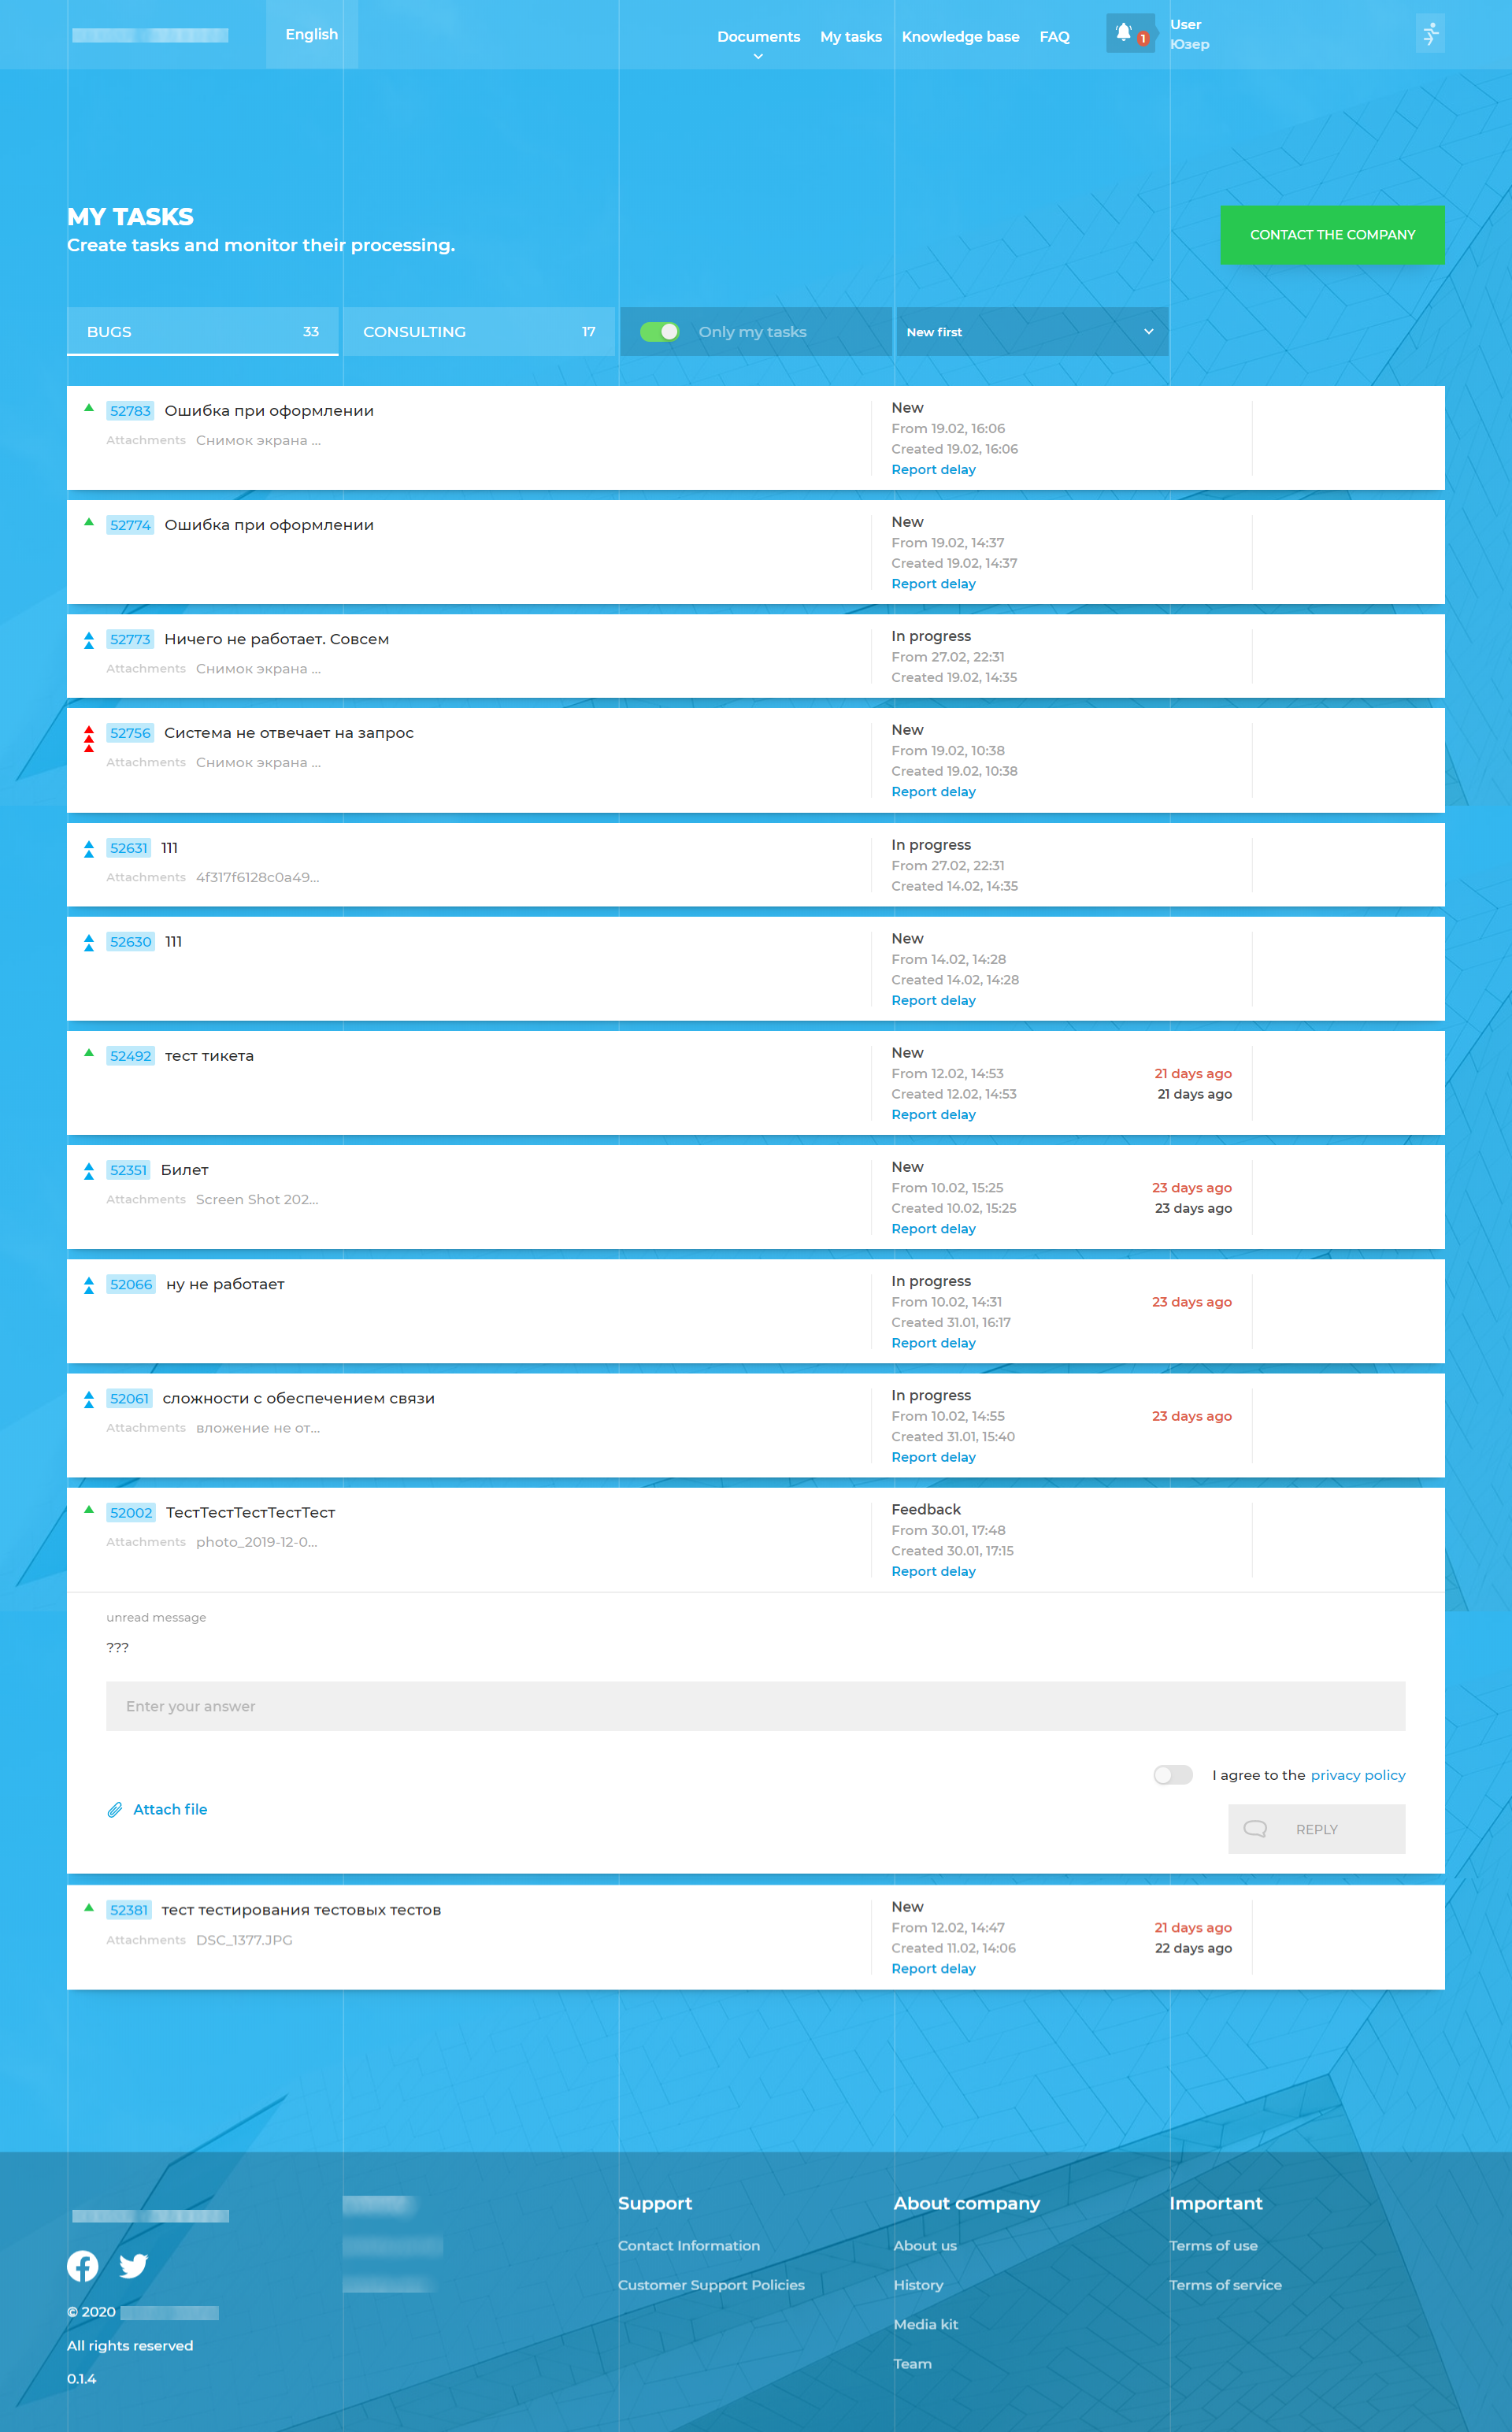 English
Documents
My tasks
Knowledge base
FAQ
1
User
Юзер
MY TASKS
Create tasks and monitor their processing.
CONTACT THE COMPANY
BUGS 33
CONSULTING 17
Only my tasks
New first
52783 Ошибка при оформлении
Attachments Снимок экрана ...
New
From 19.02, 16:06
Created 19.02, 16:06
Report delay
52774 Ошибка при оформлении
New
From 19.02, 14:37
Created 19.02, 14:37
Report delay
52773 Ничего не работает. Совсем
Attachments Снимок экрана ...
In progress
From 27.02, 22:31
Created 19.02, 14:35
52756 Система не отвечает на запрос
Attachments Снимок экрана ...
New
From 19.02, 10:38
Created 19.02, 10:38
Report delay
52631 111
Attachments 4f317f6128c0a49...
In progress
From 27.02, 22:31
Created 14.02, 14:35
52630 111
New
From 14.02, 14:28
Created 14.02, 14:28
Report delay
52492 тест тикета
New
From 12.02, 14:53 21 days ago
Created 12.02, 14:53 21 days ago
Report delay
52351 Билет
Attachments Screen Shot 202...
New
From 10.02, 15:25 23 days ago
Created 10.02, 15:25 23 days ago
Report delay
52066 ну не работает
In progress
From 10.02, 14:31 23 days ago
Created 31.01, 16:17
Report delay
52061 сложности с обеспечением связи
Attachments вложение не от...
In progress
From 10.02, 14:55 23 days ago
Created 31.01, 15:40
Report delay
52002 ТестТестТестТестТест
Attachments photo_2019-12-0...
Feedback
From 30.01, 17:48
Created 30.01, 17:15
Report delay
unread message
???
Enter your answer
I agree to the privacy policy
Attach file
REPLY
52381 тест тестирования тестовых тестов
Attachments DSC_1377.JPG
New
From 12.02, 14:47 21 days ago
Created 11.02, 14:06 22 days ago
Report delay
© 2020
All rights reserved
0.1.4
Support
Contact Information
Customer Support Policies
About company
About us
History
Media kit
Team
Important
Terms of use
Terms of service